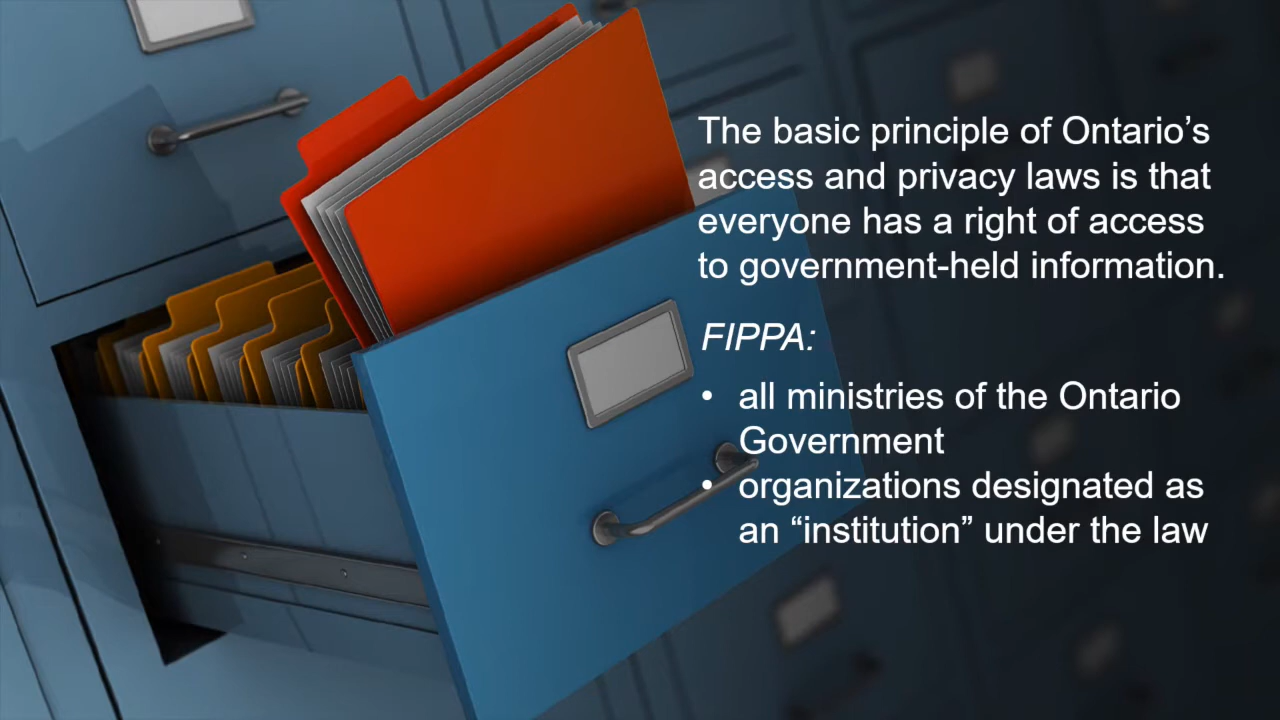 The basic principle of Ontario’s
access and privacy laws is that
everyone has a right of access
to government-held information.
FIPPA:
• all ministries of the Ontario
Government
• organizations designated as
an “institution” under the law